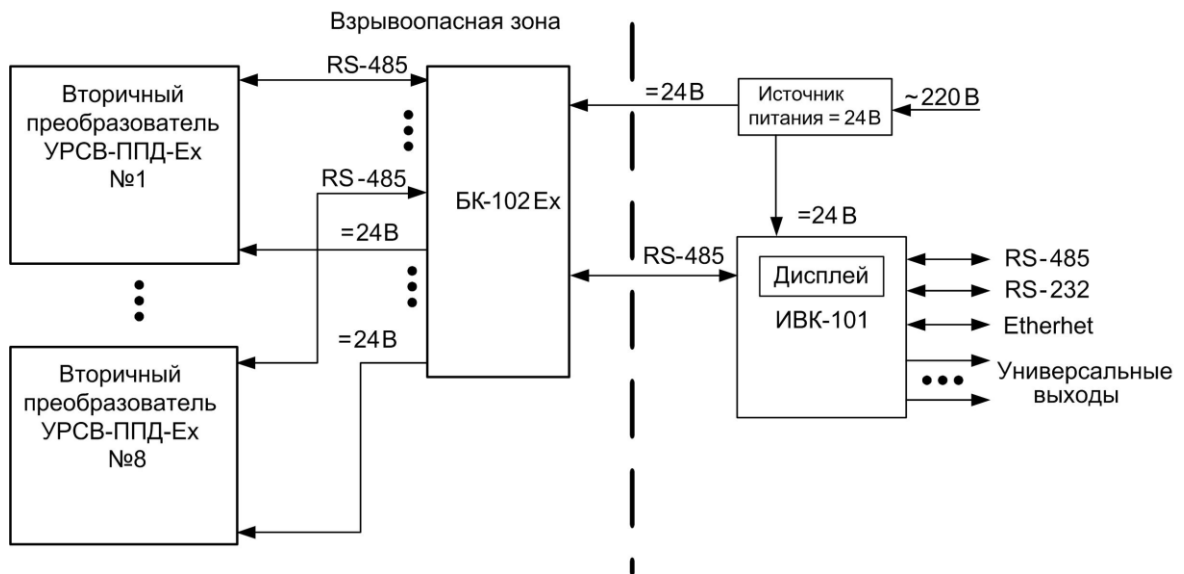 Взрывоопасная зона
RS-485
Вторичный
преобразователь
УРСВ-ППД-Ex
№1
RS-485
=24В
Вторичный
преобразователь
УРСВ-ППД-Ex
№8
=24В
БК-102Ex
=24В
Источник
питания = 24В
~220В
=24В
RS-485
Дисплей
ИВК-101
RS-485
RS-232
Etherhet
Универсальные
выходы